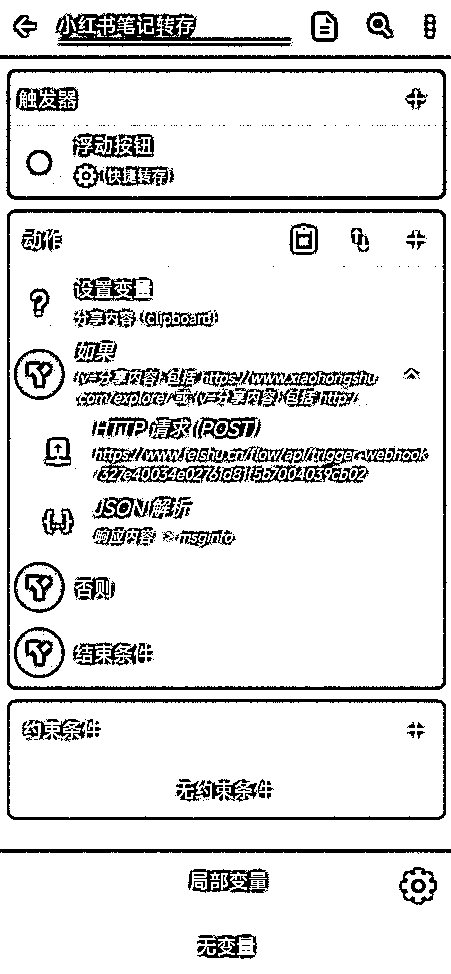 小红书笔记转存
触发器
浮动按钮
(快捷转存)
动作
设置变量
分享内容 (clipboard)
如果
(v=分享内容) 包括 https://www.xiaohongshu
.com/explore/ 或 (v=分享内容) 包括 http:/
HTTP 请求 (POST)
https://www.feishu.cn/flow/api/trigger-webhook
JSON 解析
响应内容 -> msginfo
否则
结束条件
约束条件
无约束条件
局部变量
无变量